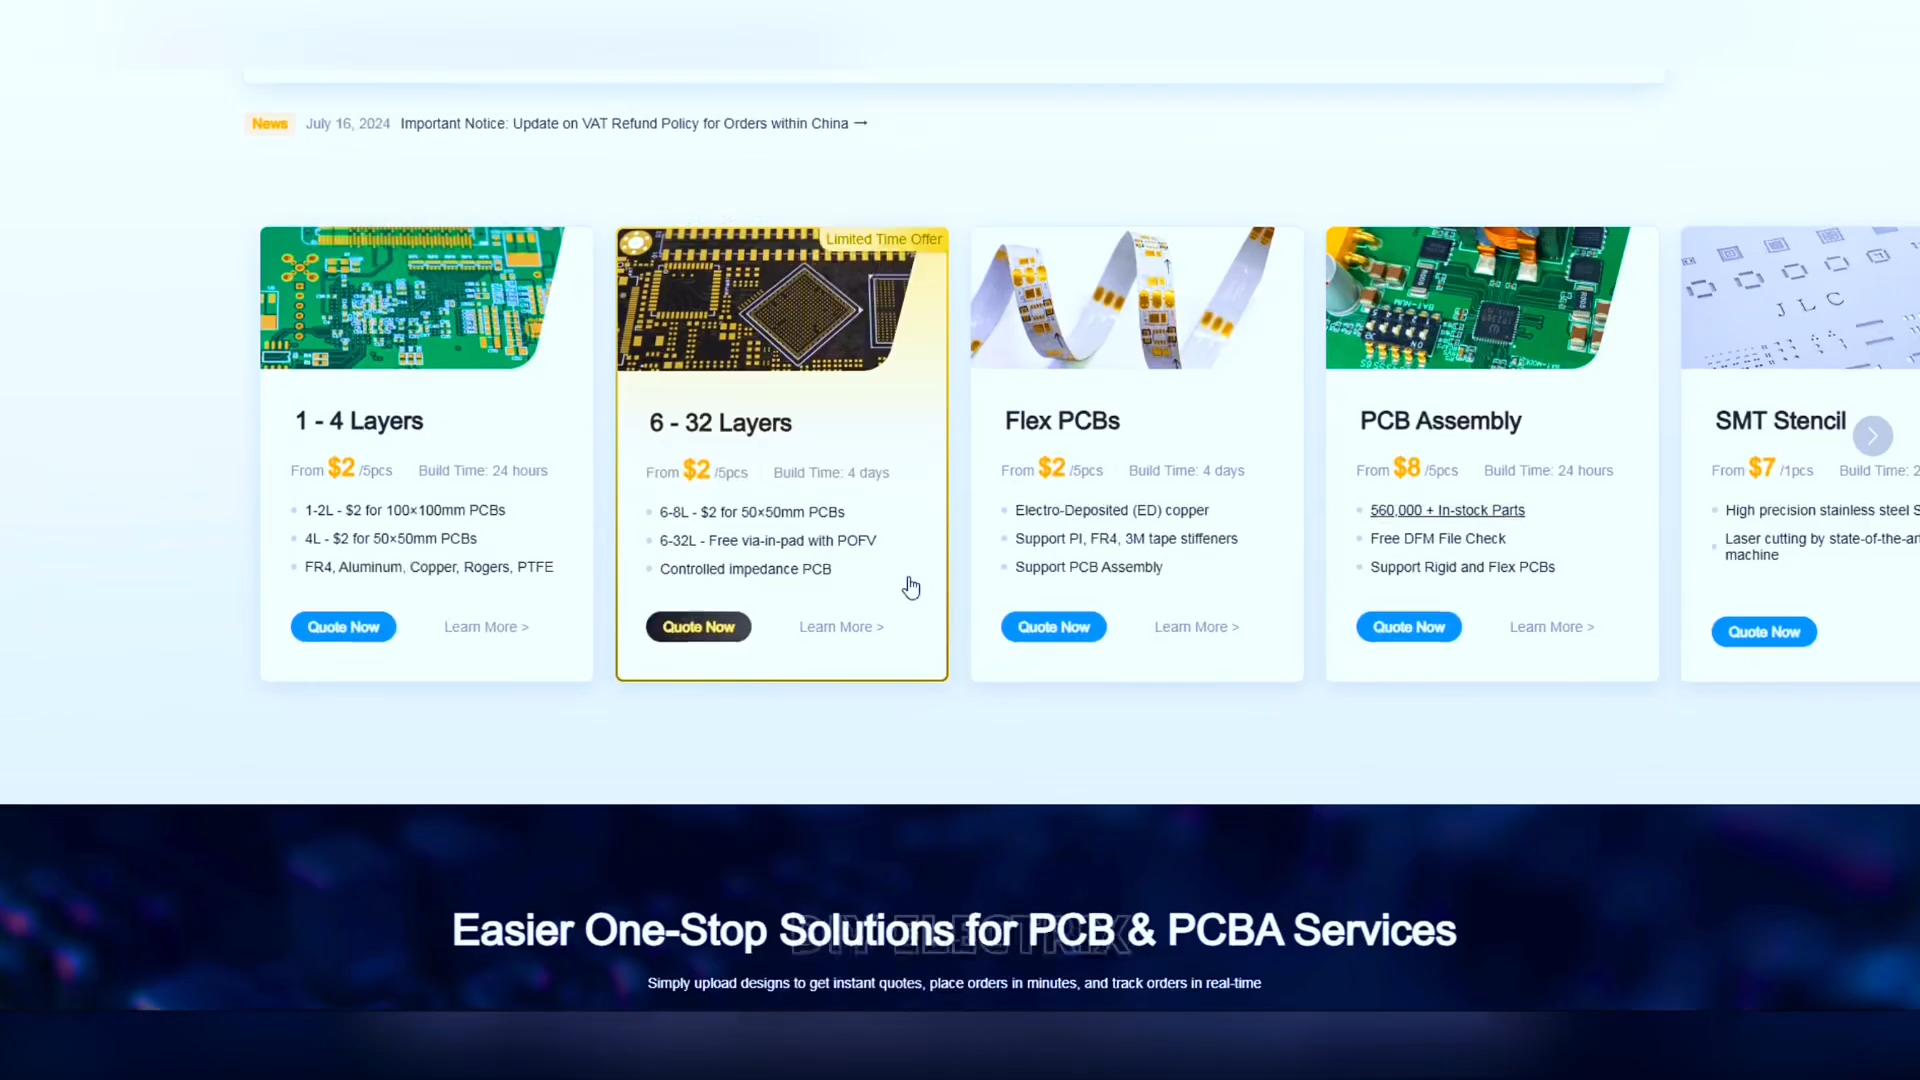 News July 16, 2024 Important Notice: Update on VAT Refund Policy for Orders within China →
1 - 4 Layers
From $2 /5pcs Build Time: 24 hours
1-2L - $2 for 100×100mm PCBs
4L - $2 for 50×50mm PCBs
FR4, Aluminum, Copper, Rogers, PTFE
Quote Now Learn More >
Limited Time Offer
6 - 32 Layers
From $2 /5pcs Build Time: 4 days
6-8L - $2 for 50×50mm PCBs
6-32L - Free via-in-pad with POFV
Controlled impedance PCB
Quote Now Learn More >
Flex PCBs
From $2 /5pcs Build Time: 4 days
Electro-Deposited (ED) copper
Support PI, FR4, 3M tape stiffeners
Support PCB Assembly
Quote Now Learn More >
PCB Assembly
From $8 /5pcs Build Time: 24 hours
560,000 + In-stock Parts
Free DFM File Check
Support Rigid and Flex PCBs
Quote Now Learn More >
J L C
SMT Stencil
From $7 /1pcs Build Time: 2
High precision stainless steel S
Laser cutting by state-of-the-ar
machine
Quote Now
Easier One-Stop Solutions for PCB & PCBA Services
DIY ELECTRIX
Simply upload designs to get instant quotes, place orders in minutes, and track orders in real-time